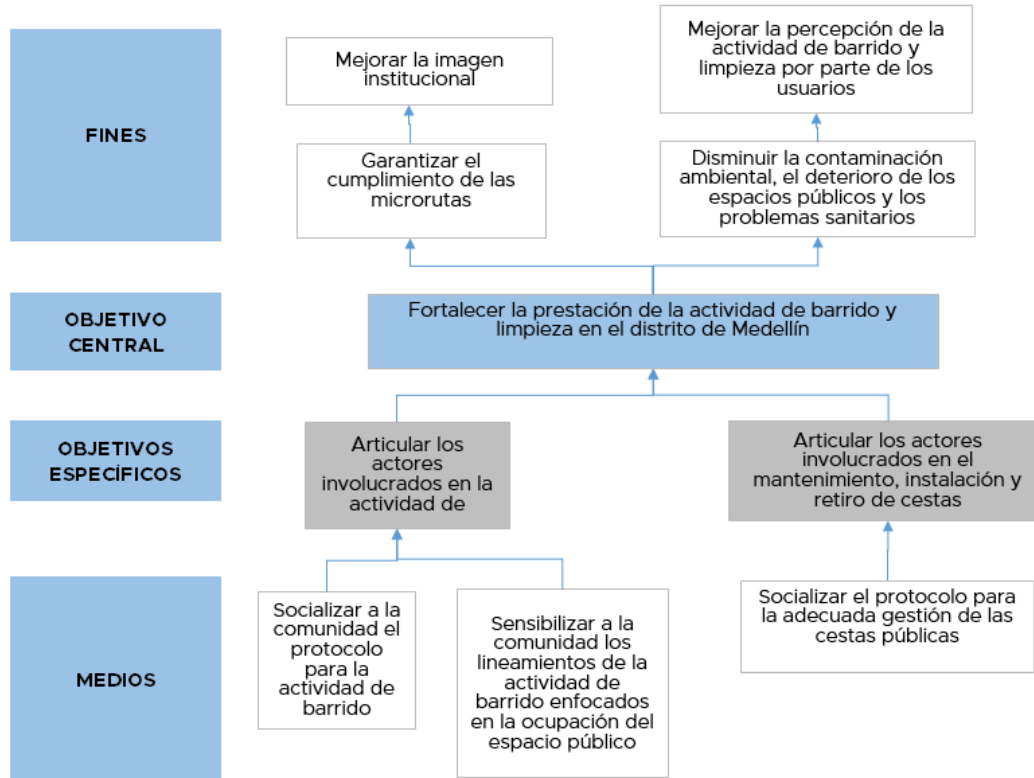 FINES
Mejorar la imagen
institucional
Mejorar la percepción de la
actividad de barrido y
limpieza por parte de los
usuarios
Garantizar el
cumplimiento de las
microrutas
Disminuir la contaminación
ambiental, el deterioro de los
espacios públicos y los
problemas sanitarios
OBJETIVO
CENTRAL
Fortalecer la prestación de la actividad de barrido y
limpieza en el distrito de Medellín
OBJETIVOS
ESPECÍFICOS
Articular los
actores
involucrados en la
actividad de
Articular los actores
involucrados en el
mantenimiento, instalación y
retiro de cestas
MEDIOS
Socializar a la
comunidad el
protocolo
para la
actividad de
barrido
Sensibilizar a la
comunidad los
lineamientos de la
actividad de
barrido enfocados
en la ocupación del
espacio público
Socializar el protocolo para
la adecuada gestión de las
cestas públicas